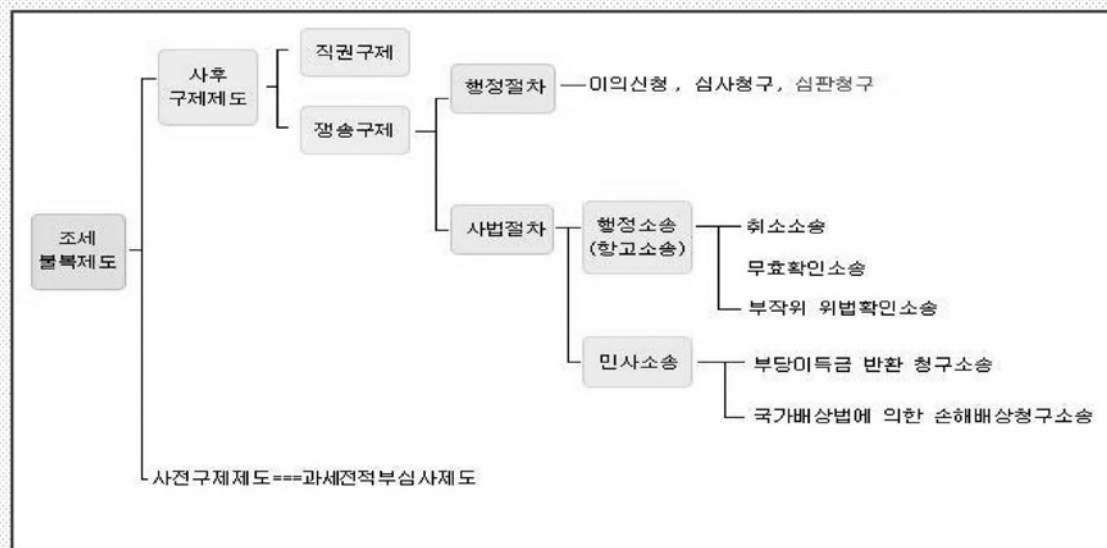 사후
구제제도
직권구제
쟁송구제
행정절차
이의신청 , 심사청구, 심판청구
조세
불복제도
사법절차
행정소송
(항고소송)
취소소송
무효확인소송
부작위 위법확인소송
민사소송
부당이득금 반환 청구소송
국가배상법에 의한 손해배상청구소송
사전구제제도===과세전적부심사제도